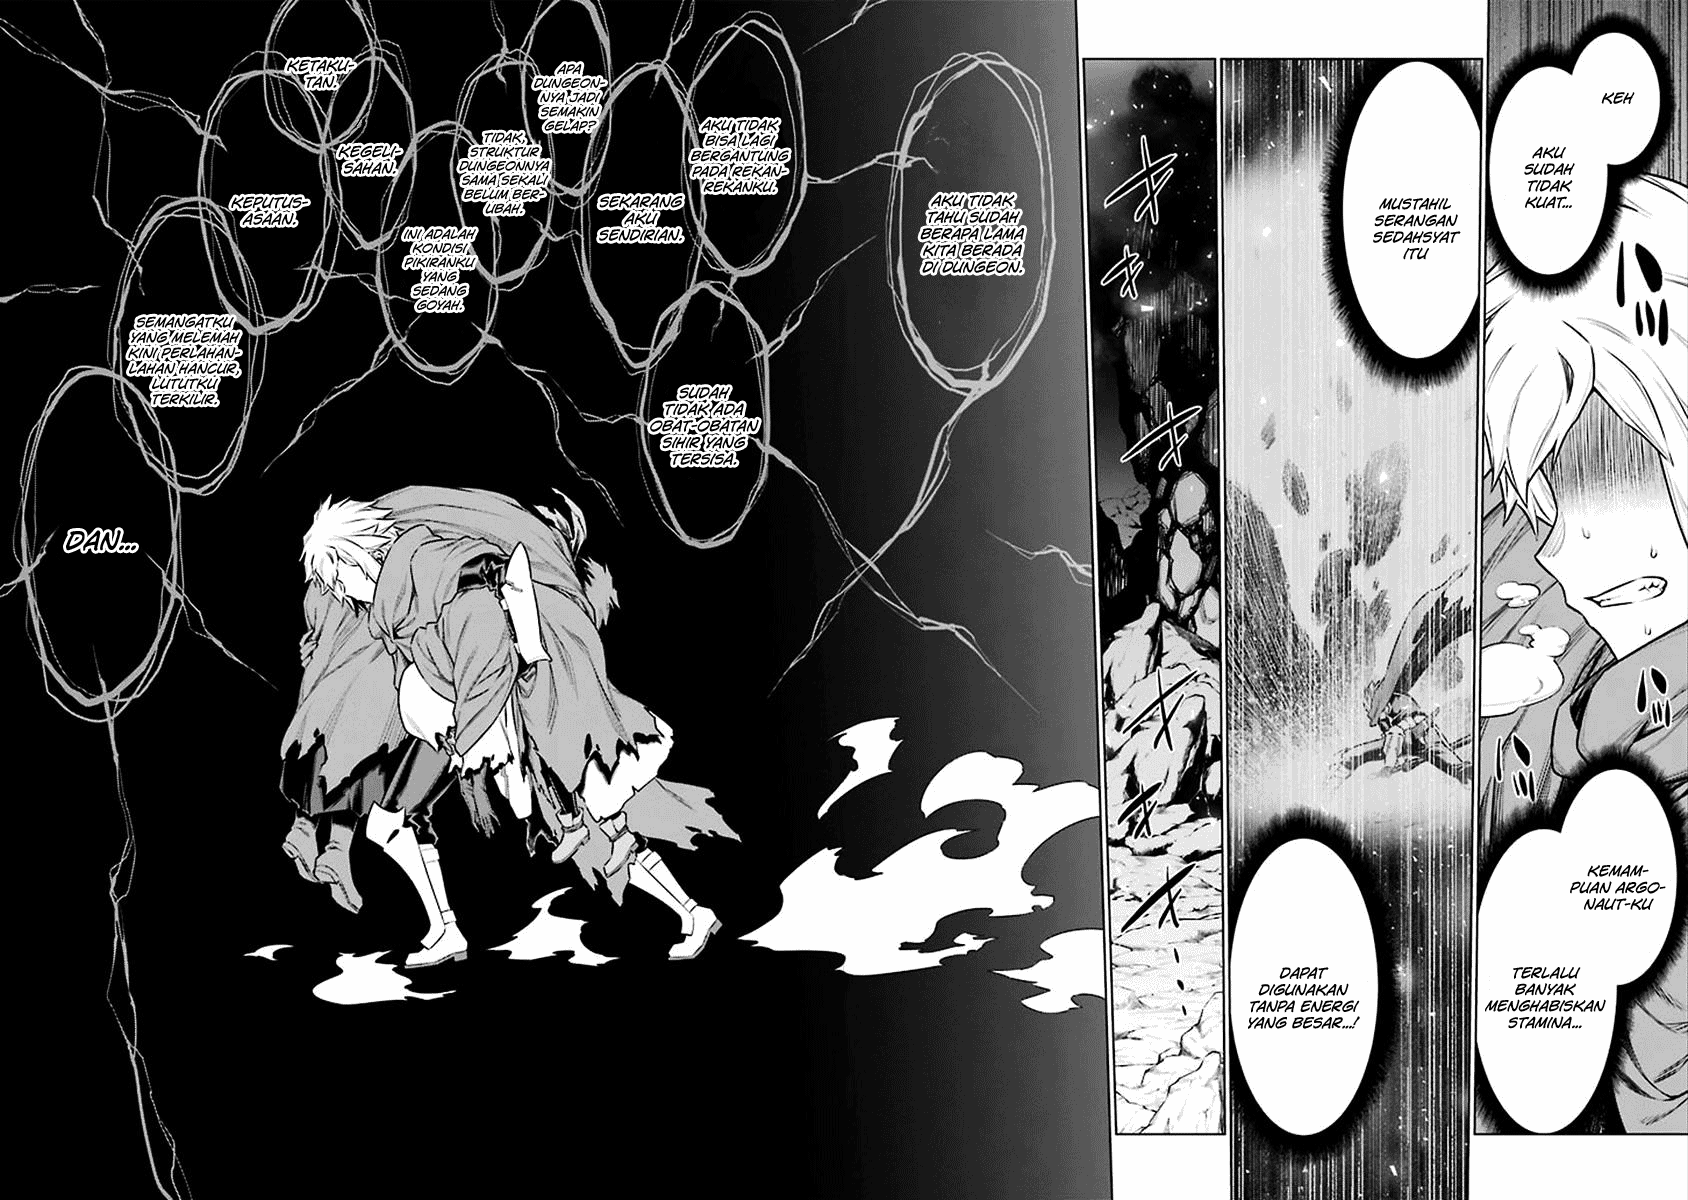 KEH
AKU
SUDAH
TIDAK
KUAT...
KEMAM-
PUAN ARGO-
NAUT-KU
TERLALU
BANYAK
MENGHABISKAN
STAMINA...
MUSTAHIL
SERANGAN
SEDAHSYAT
ITU
DAPAT
DIGUNAKAN
TANPA ENERGI
YANG BESAR...!
AKU TIDAK
TAHU SUDAH
BERAPA LAMA
KITA BERADA
DI DUNGEON.
AKU TIDAK
BISA LAGI
BERGANTUNG
PADA REKAN-
REKANKU.
SUDAH
TIDAK ADA
OBAT-OBATAN
SIHIR YANG
TERSISA.
SEKARANG
AKU
SENDIRIAN.
APA
DUNGEON-
NYA JADI
SEMAKIN
GELAP?
TIDAK,
STRUKTUR
DUNGEONNYA
SAMA SEKALI
BELUM BER-
UBAH.
INI ADALAH
KONDISI
PIKIRANKU
YANG
SEDANG
GOYAH.
KETAKU-
TAN.
KEGELI-
SAHAN.
KEPUTUS-
ASAAN.
SEMANGATKU
YANG MELEMAH
KINI PERLAHAN-
LAHAN HANCUR,
LUTUTKU
TERKILIR.
DAN...